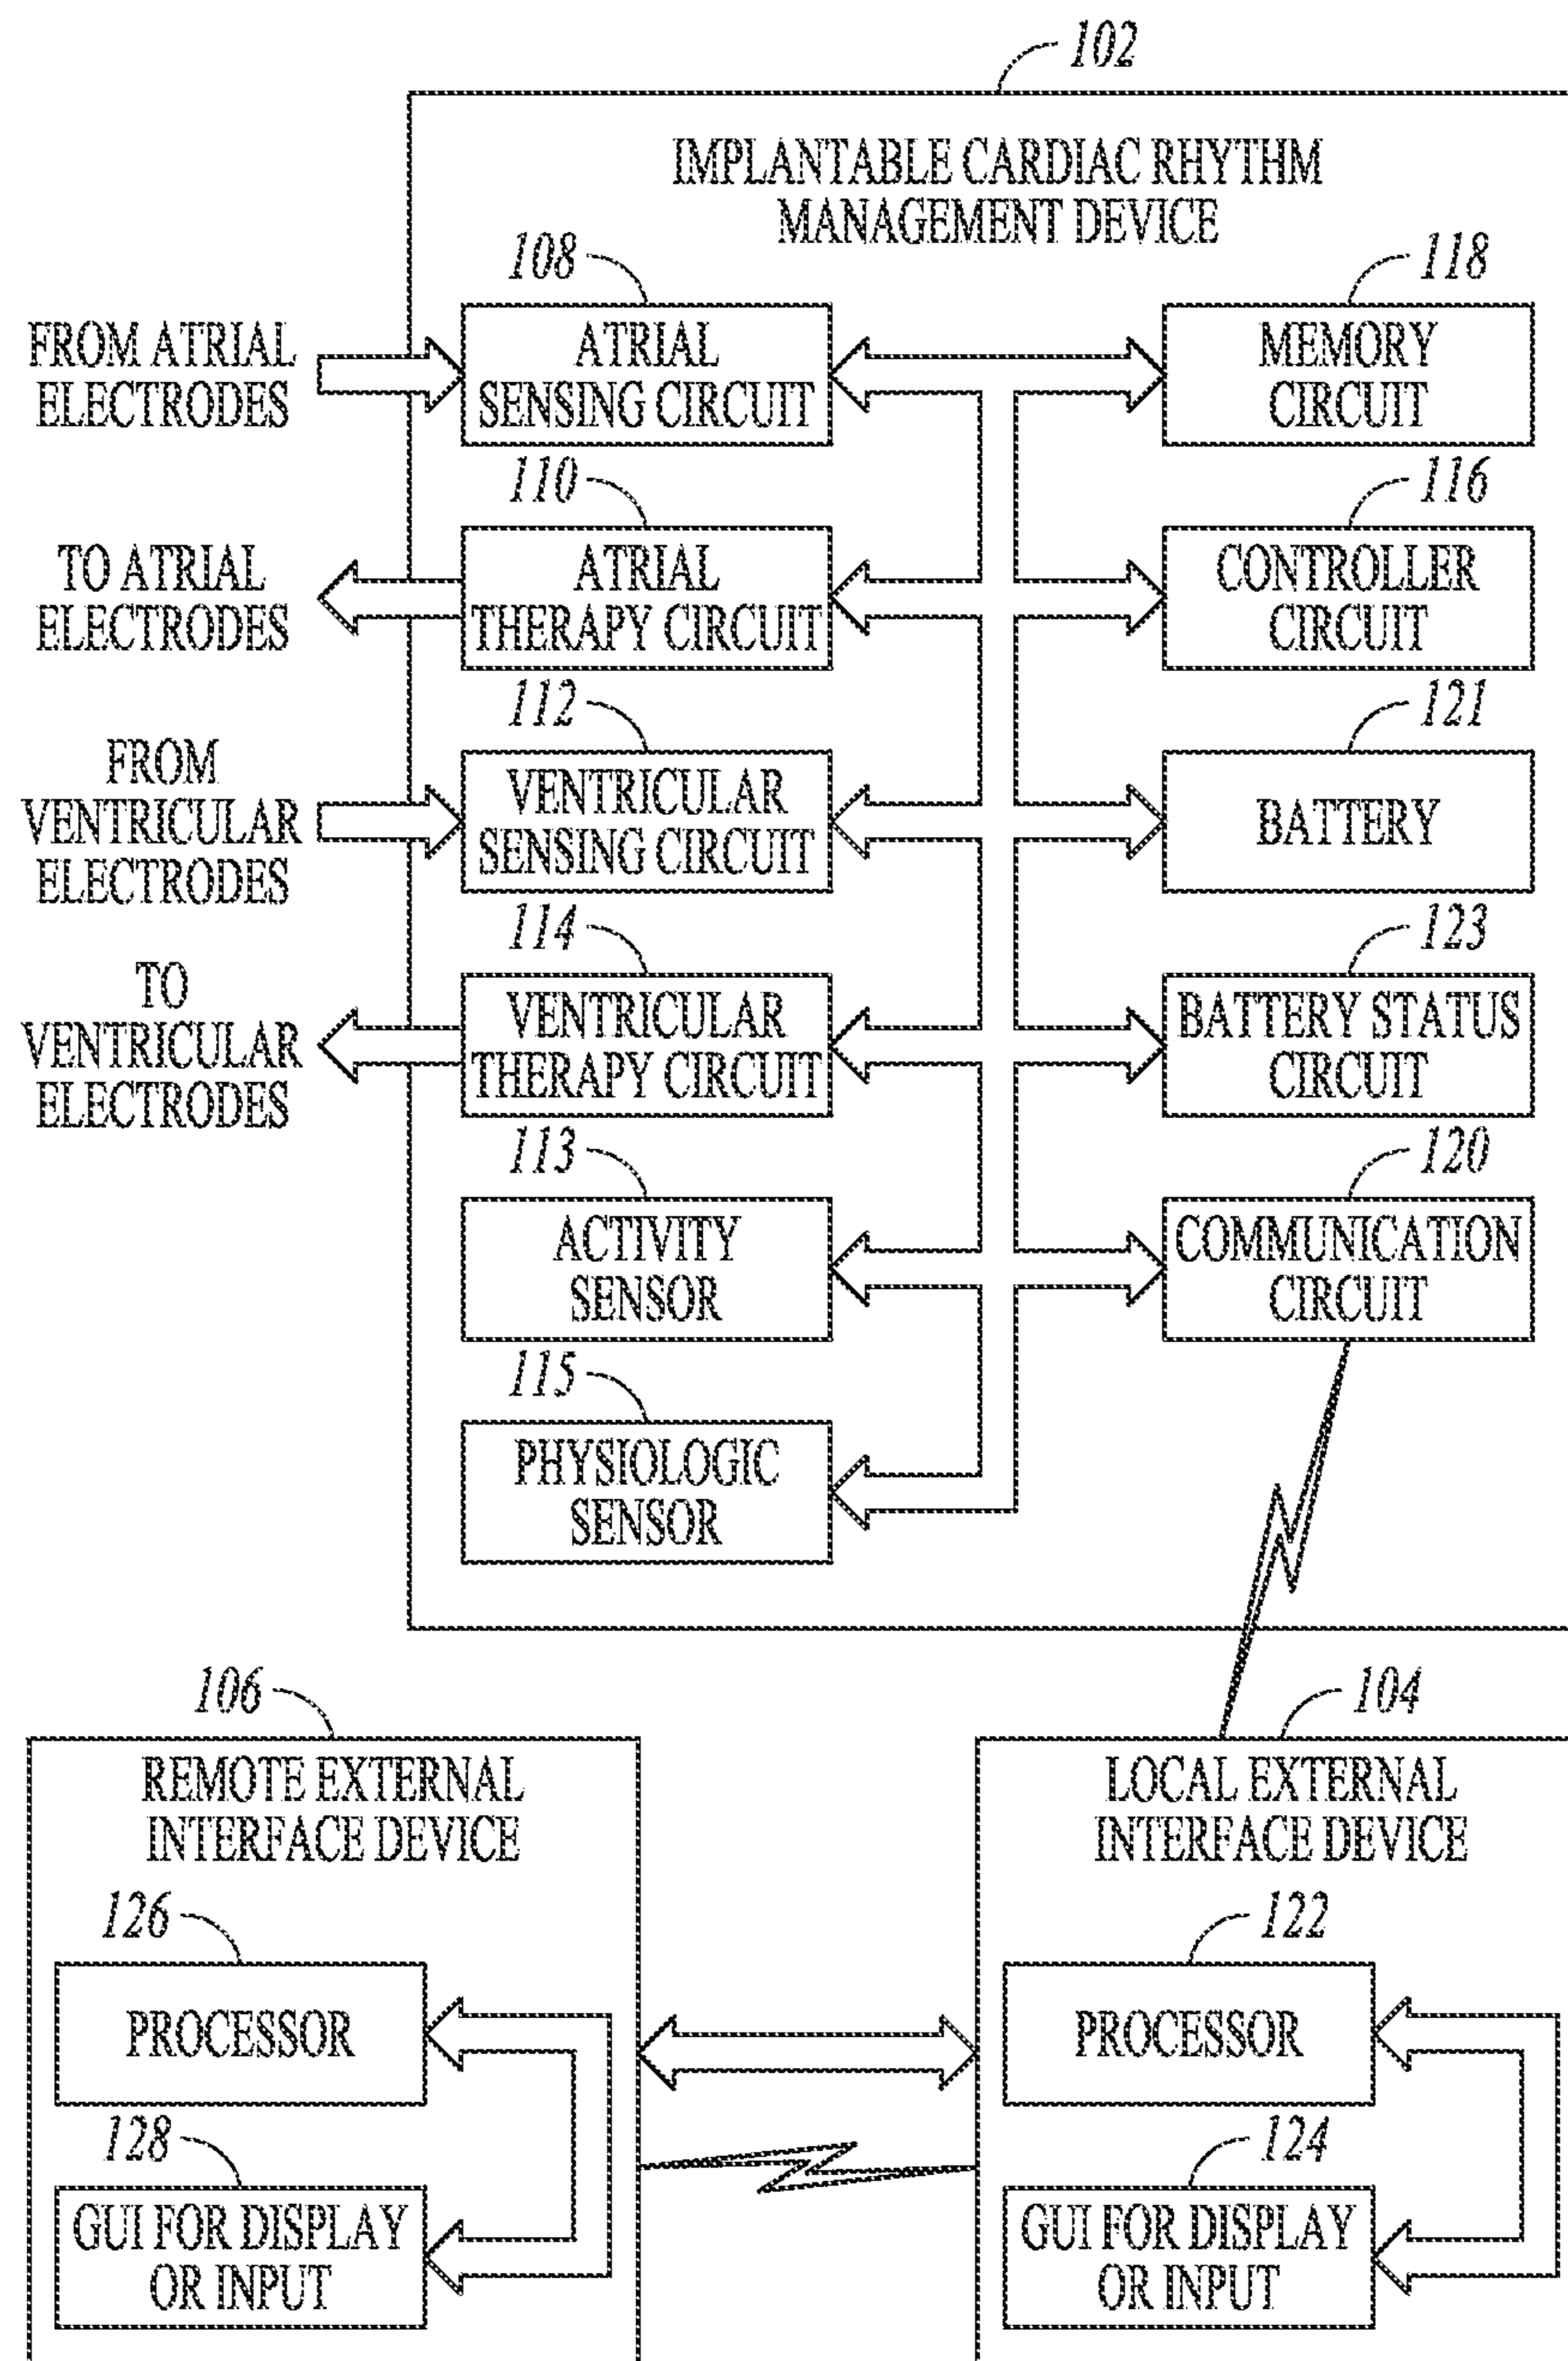 102
IMPLANTABLE CARDIAC RHYTHM
MANAGEMENT DEVICE
108
118
FROM ATRIAL
ELECTRODES
ATRIAL
SENSING CIRCUIT
MEMORY
CIRCUIT
110
116
TO ATRIAL
ELECTRODES
ATRIAL
THERAPY CIRCUIT
CONTROLLER
CIRCUIT
112
121
FROM
VENTRICULAR
ELECTRODES
VENTRICULAR
SENSING CIRCUIT
BATTERY
114
123
TO
VENTRICULAR
ELECTRODES
VENTRICULAR
THERAPY CIRCUIT
BATTERY STATUS
CIRCUIT
113
120
ACTIVITY
SENSOR
COMMUNICATION
CIRCUIT
115
PHYSIOLOGIC
SENSOR
106
104
REMOTE EXTERNAL
INTERFACE DEVICE
LOCAL EXTERNAL
INTERFACE DEVICE
126
122
PROCESSOR
PROCESSOR
128
124
GUI FOR DISPLAY
OR INPUT
GUI FOR DISPLAY
OR INPUT